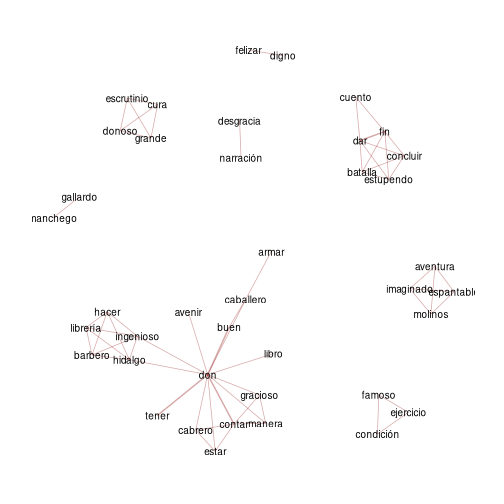 felizar
digno
escrutinio
cura
donoso
grande
desgracia
narración
cuento
fin
dar
concluir
batalla
estupendo
gallardo
nanchego
armar
aventura
imaginado
espantable
molinos
caballero
avenir
buen
hacer
libreria
ingenioso
barbero
hidalgo
libro
don
gracioso
tener
contar
manera
cabrero
estar
famoso
ejercicio
condición